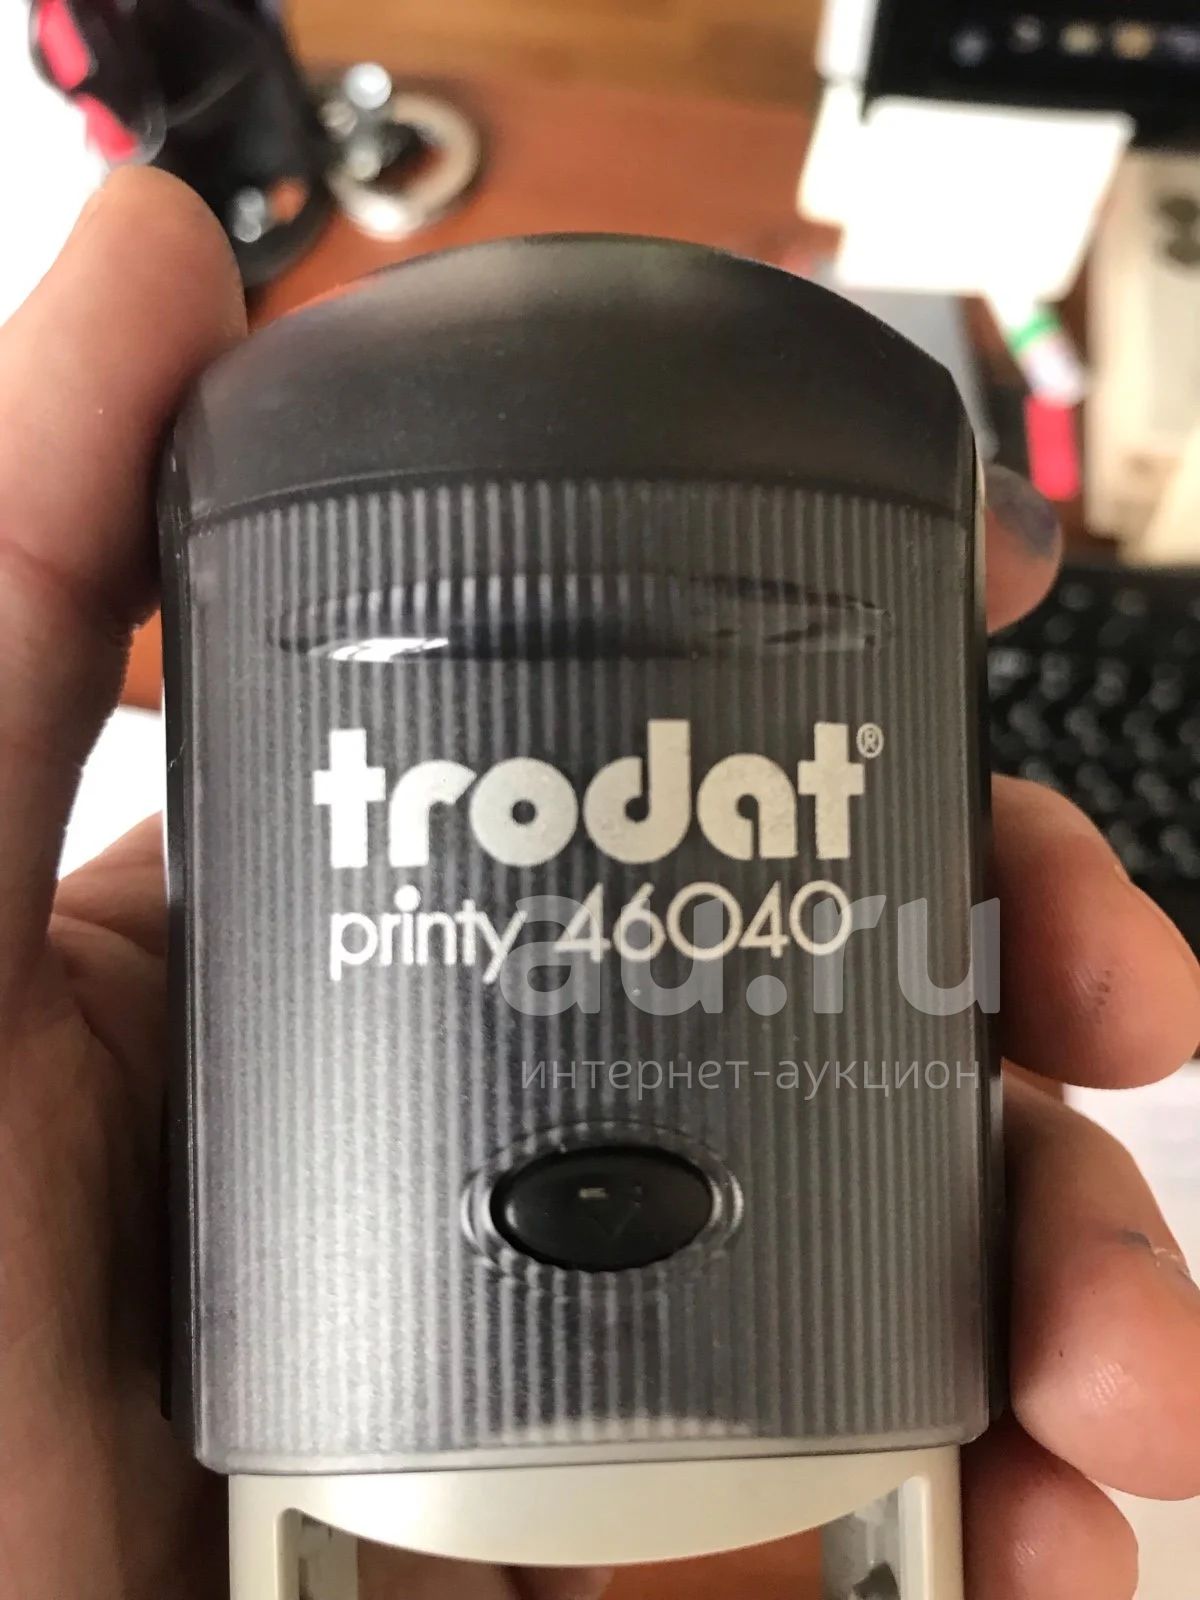 trodat®
printy 46040
au.ru
интернет-аукцион